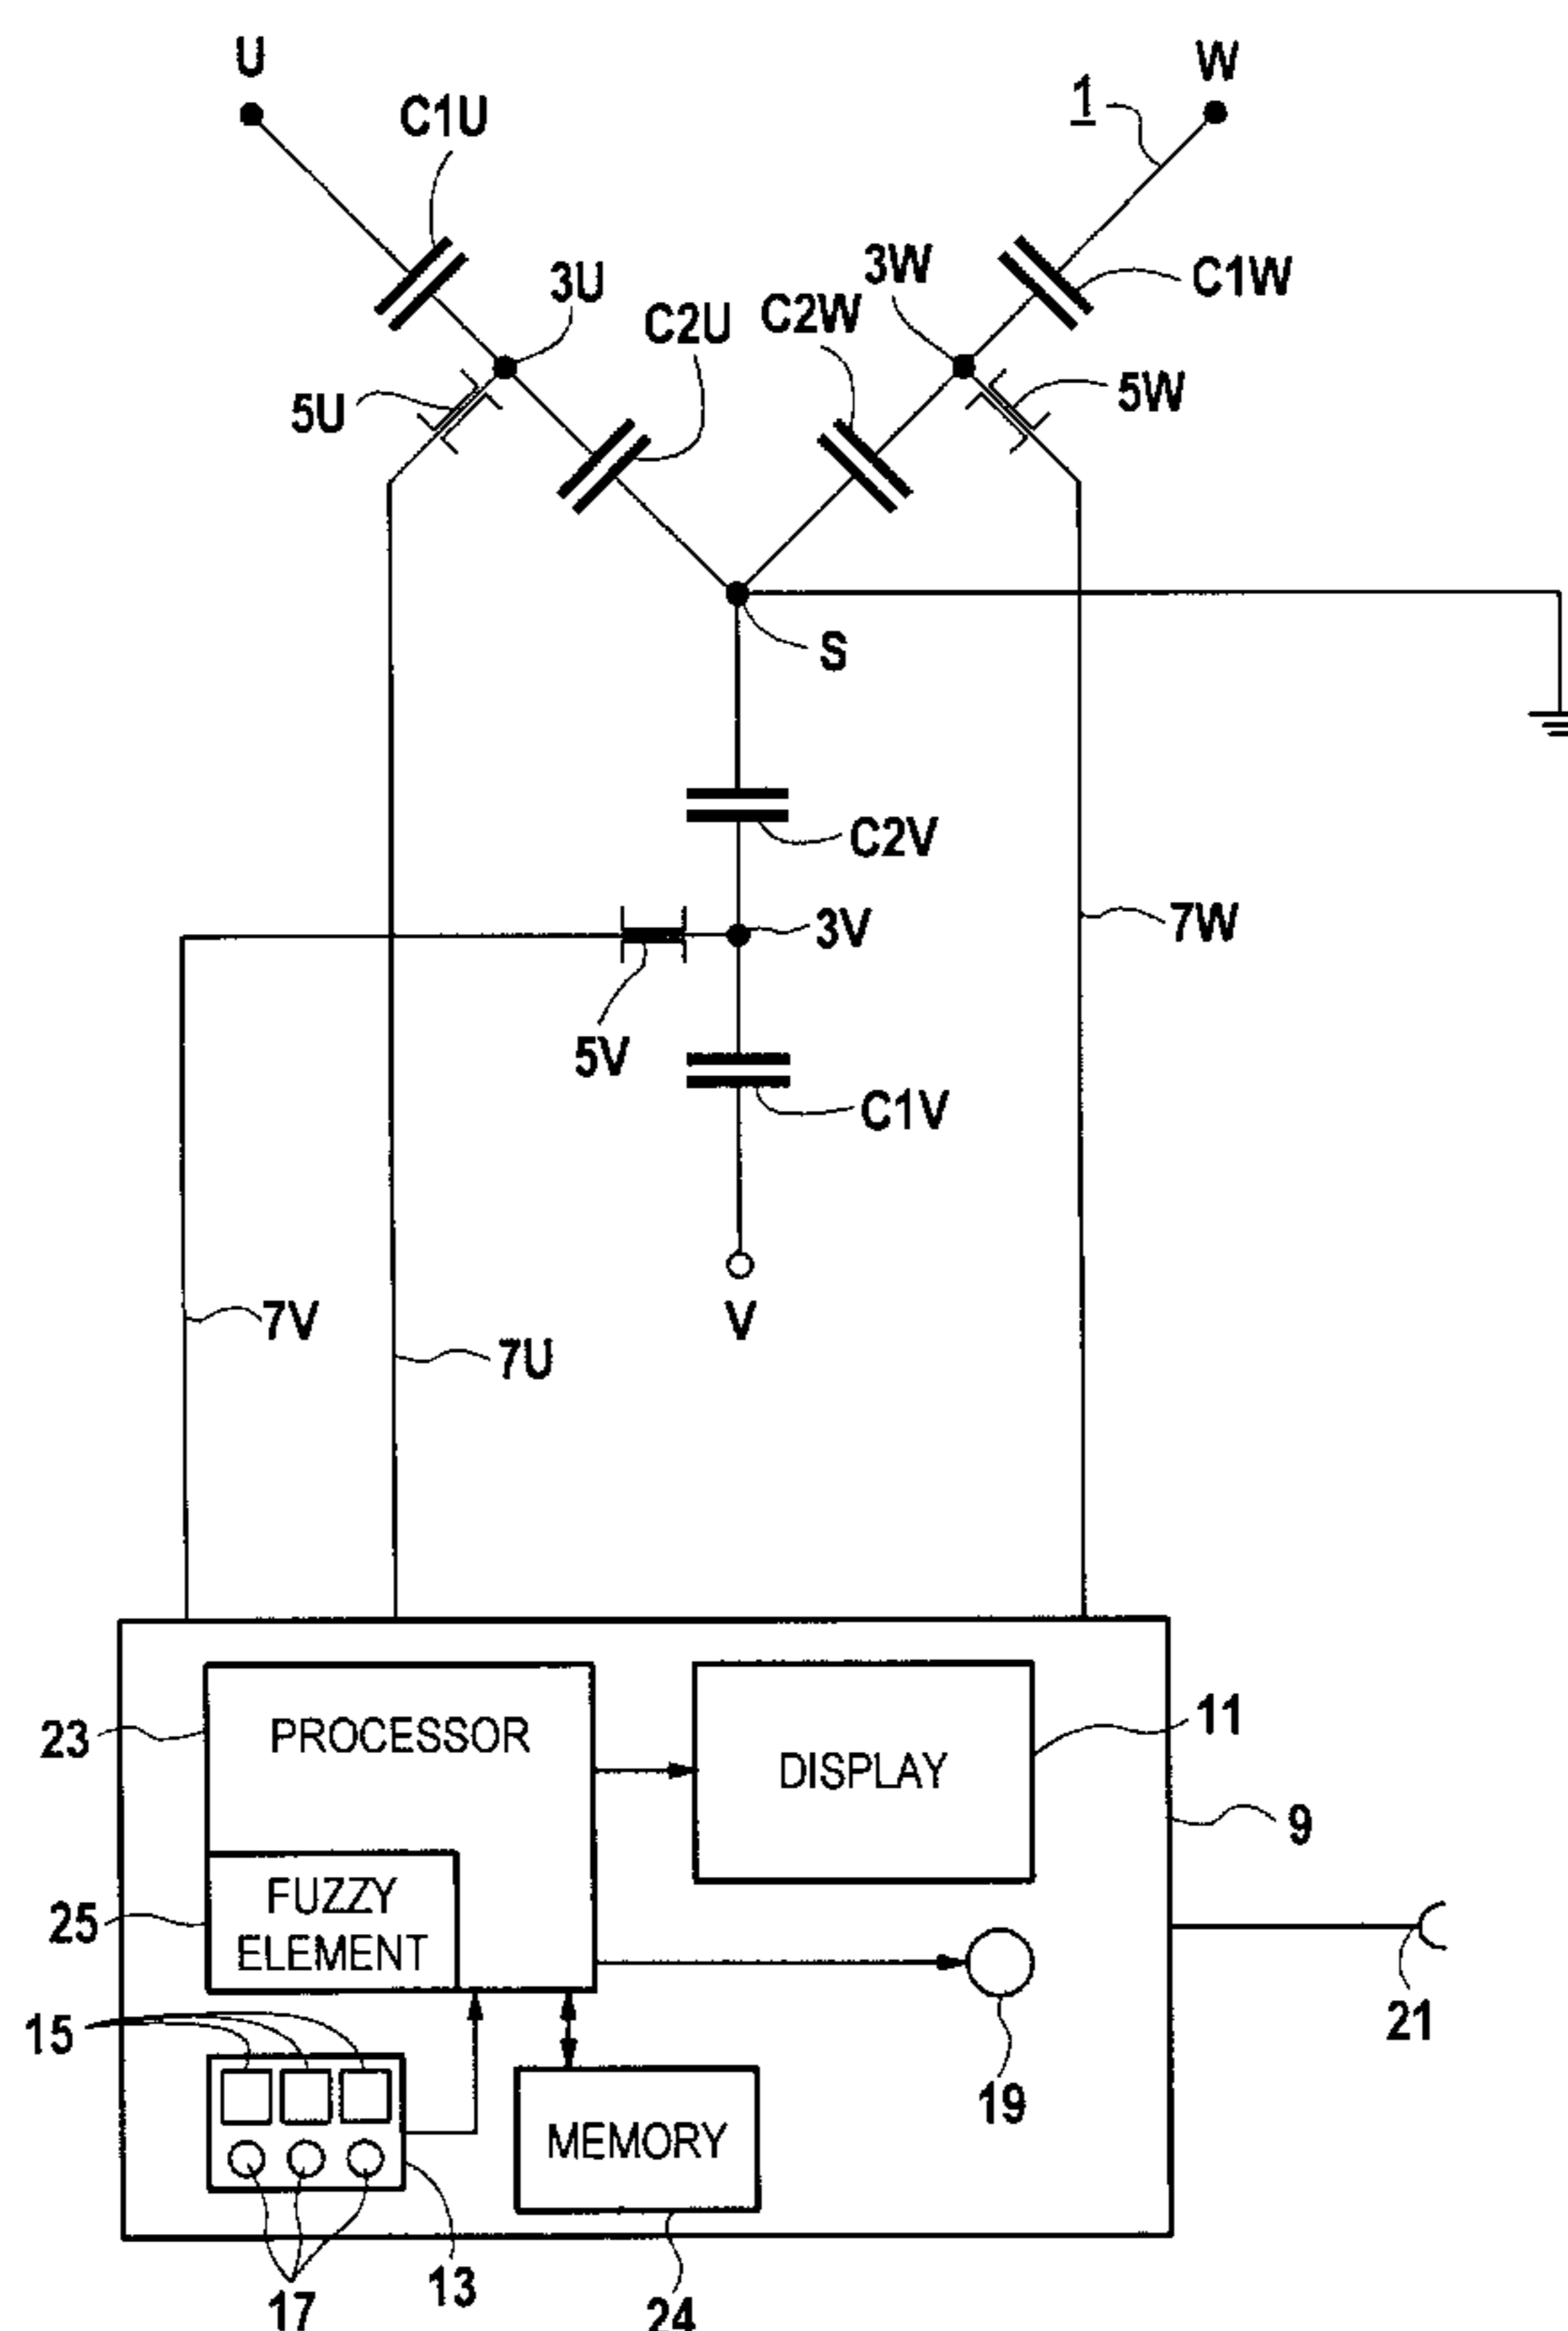 U
W
1
C1U
3U
3W
C1W
C2U
C2W
5U
5W
S
C2V
3V
7W
5V
C1V
7V
V
7U
23
PROCESSOR
11
DISPLAY
9
25
FUZZY
ELEMENT
15
21
19
MEMORY
17
13
24